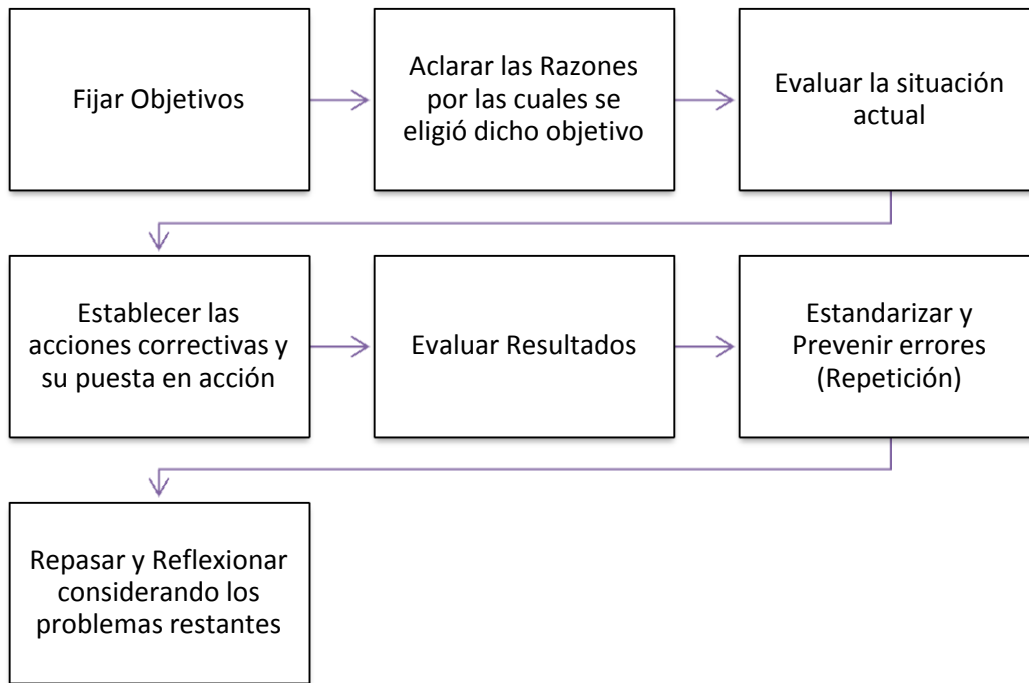 Fijar Objetivos
Aclarar las Razones
por las cuales se
eligió dicho objetivo
Evaluar la situación
actual
Establecer las
acciones correctivas y
su puesta en acción
Evaluar Resultados
Estandarizar y
Prevenir errores
(Repetición)
Repasar y Reflexionar
considerando los
problemas restantes